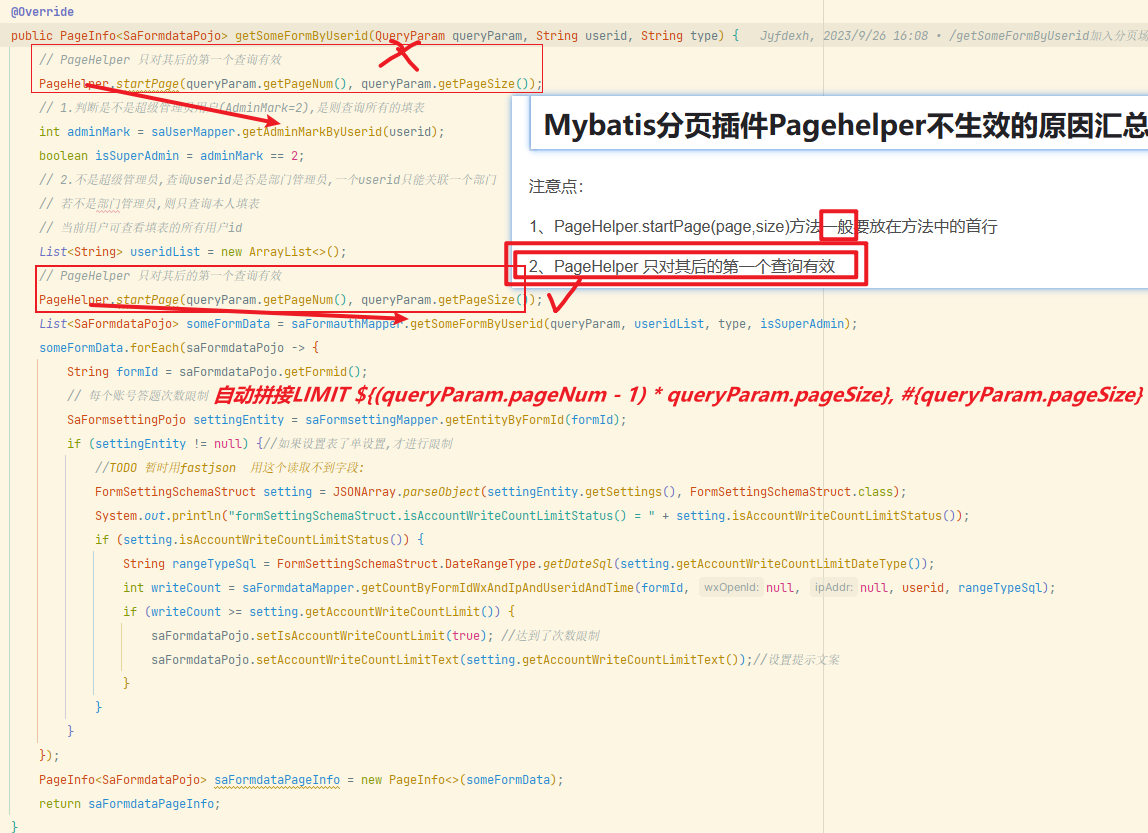 @Override
public PageInfo<SaFormdataPojo> getSomeFormByUserid(QueryParam queryParam, String userid, String type) {   Jyfdexh, 2023/9/26 16:08 • /getSomeFormByUserid加入分页场
// PageHelper 只对其后的第一个查询有效
PageHelper.startPage(queryParam.getPageNum(), queryParam.getPageSize());
// 1.判断是不是超级管理员用户(AdminMark=2),是则查询所有的填表
int adminMark = saUserMapper.getAdminMarkByUserid(userid);
boolean isSuperAdmin = adminMark == 2;
// 2.不是超级管理员,查询userid是否是部门管理员,一个userid只能关联一个部门
// 若不是部门管理员,则只查询本人填表
// 当前用户可查看填表的所有用户id
List<String> useridList = new ArrayList<>();
// PageHelper 只对其后的第一个查询有效
PageHelper.startPage(queryParam.getPageNum(), queryParam.getPageSize());
List<SaFormdataPojo> someFormData = saFormauthMapper.getSomeFormByUserid(queryParam, useridList, type, isSuperAdmin);
someFormData.forEach(saFormdataPojo -> {
String formId = saFormdataPojo.getFormid();
// 每个账号答题次数限制 自动拼接LIMIT ${(queryParam.pageNum - 1) * queryParam.pageSize}, #{queryParam.pageSize}
SaFormsettingPojo settingEntity = saFormsettingMapper.getEntityByFormId(formId);
if (settingEntity != null) {//如果设置表了单设置,才进行限制
//TODO 暂时用fastjson  用这个读取不到字段:
FormSettingSchemaStruct setting = JSONArray.parseObject(settingEntity.getSettings(), FormSettingSchemaStruct.class);
System.out.println("formSettingSchemaStruct.isAccountWriteCountLimitStatus() = " + setting.isAccountWriteCountLimitStatus());
if (setting.isAccountWriteCountLimitStatus()) {
String rangeTypeSql = FormSettingSchemaStruct.DateRangeType.getDateSql(setting.getAccountWriteCountLimitDateType());
int writeCount = saFormdataMapper.getCountByFormIdWxAndIpAndUseridAndTime(formId, wxOpenId: null, ipAddr: null, userid, rangeTypeSql);
if (writeCount >= setting.getAccountWriteCountLimit()) {
saFormdataPojo.setIsAccountWriteCountLimit(true); //达到了次数限制
saFormdataPojo.setAccountWriteCountLimitText(setting.getAccountWriteCountLimitText());//设置提示文案
}
}
}
});
PageInfo<SaFormdataPojo> saFormdataPageInfo = new PageInfo<>(someFormData);
return saFormdataPageInfo;
}
Mybatis分页插件Pagehelper不生效的原因汇总
注意点：
1、PageHelper.startPage(page,size)方法一般要放在方法中的首行
2、PageHelper 只对其后的第一个查询有效